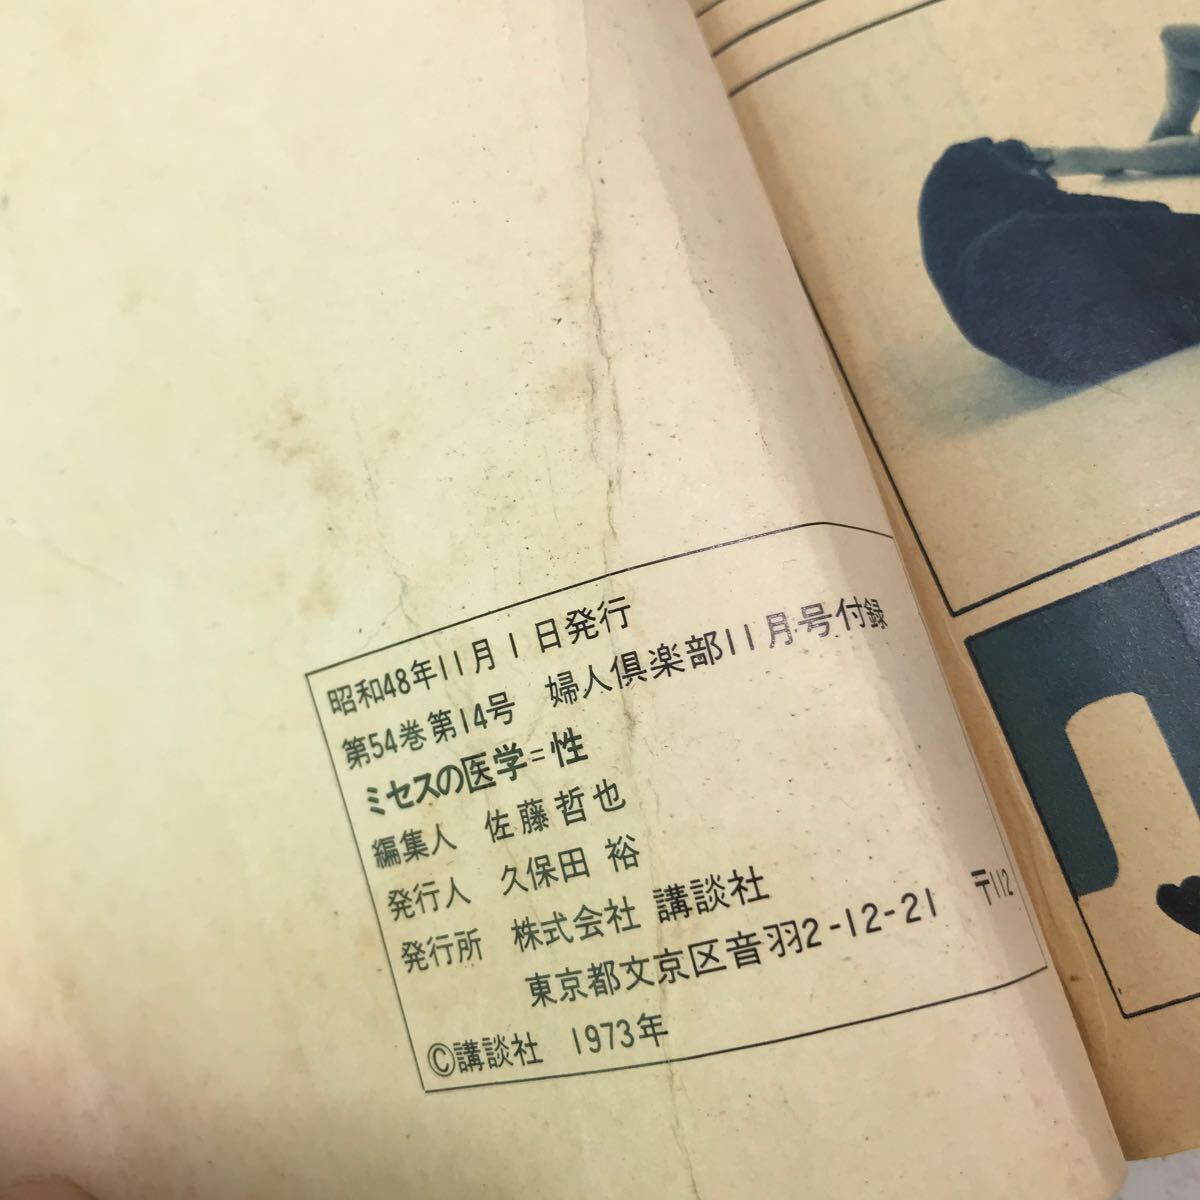 昭和48年11月1日発行
第54巻第14号 婦人倶楽部11月号付録
ミセスの医学=性
編集人 佐藤哲也
発行人 久保田 裕
発行所 株式会社 講談社
東京都文京区音羽2-12-21 〒112
©講談社 1973年